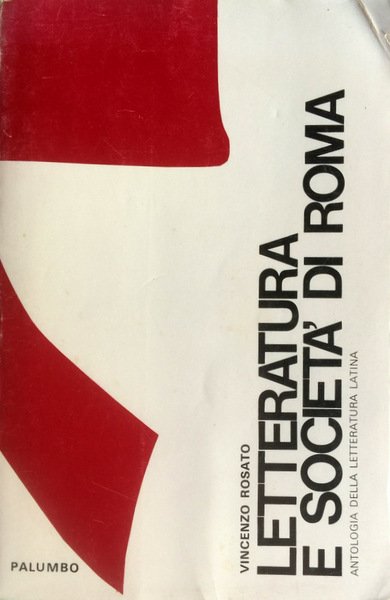 VINCENZO ROSATO
LETTERATURA
E SOCIETA' DI ROMA
ANTOLOGIA DELLA LETTERATURA LATINA
PALUMBO